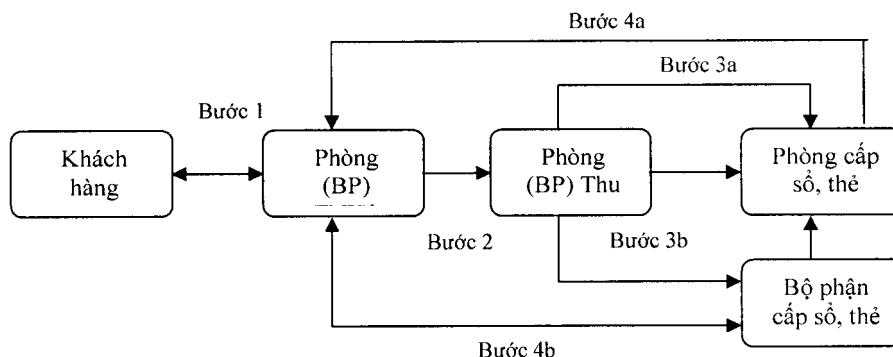 Bước 4a
Bước 3a
Bước 1
Khách
hàng
Phòng
(BP)
Phòng
(BP) Thu
Phòng cấp
sổ, thẻ
Bước 2
Bước 3b
Bộ phận
cấp sổ, thẻ
Bước 4b